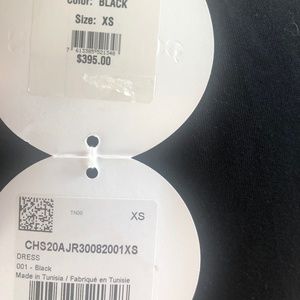 Color: BLACK
Size: XS
$395.00
XS
CHS20AJR30082001XS
DRESS
001 - Black
Made in Tunisia / Fabriqué en Tunisie